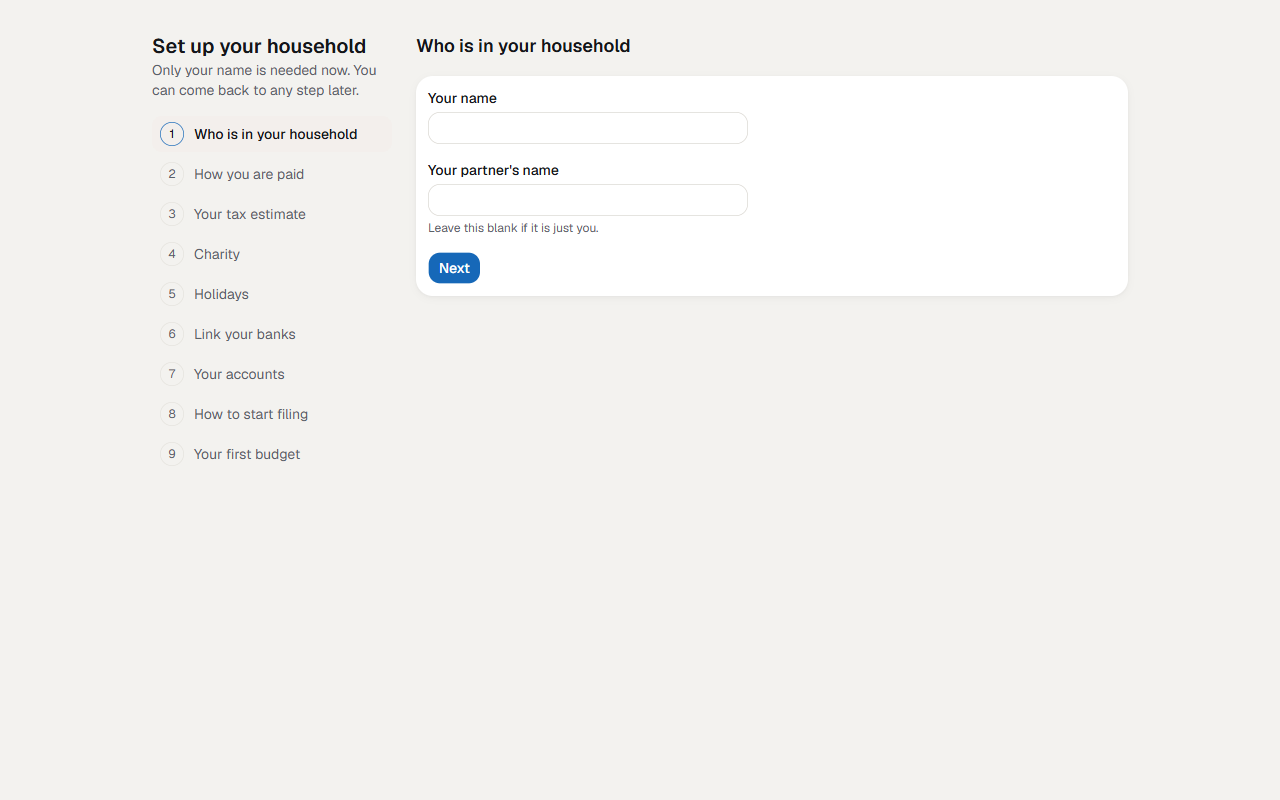 Set up your household
Only your name is needed now. You
can come back to any step later.
1 Who is in your household
2 How you are paid
3 Your tax estimate
4 Charity
5 Holidays
6 Link your banks
7 Your accounts
8 How to start filing
9 Your first budget
Who is in your household
Your name
Your partner's name
Leave this blank if it is just you.
Next